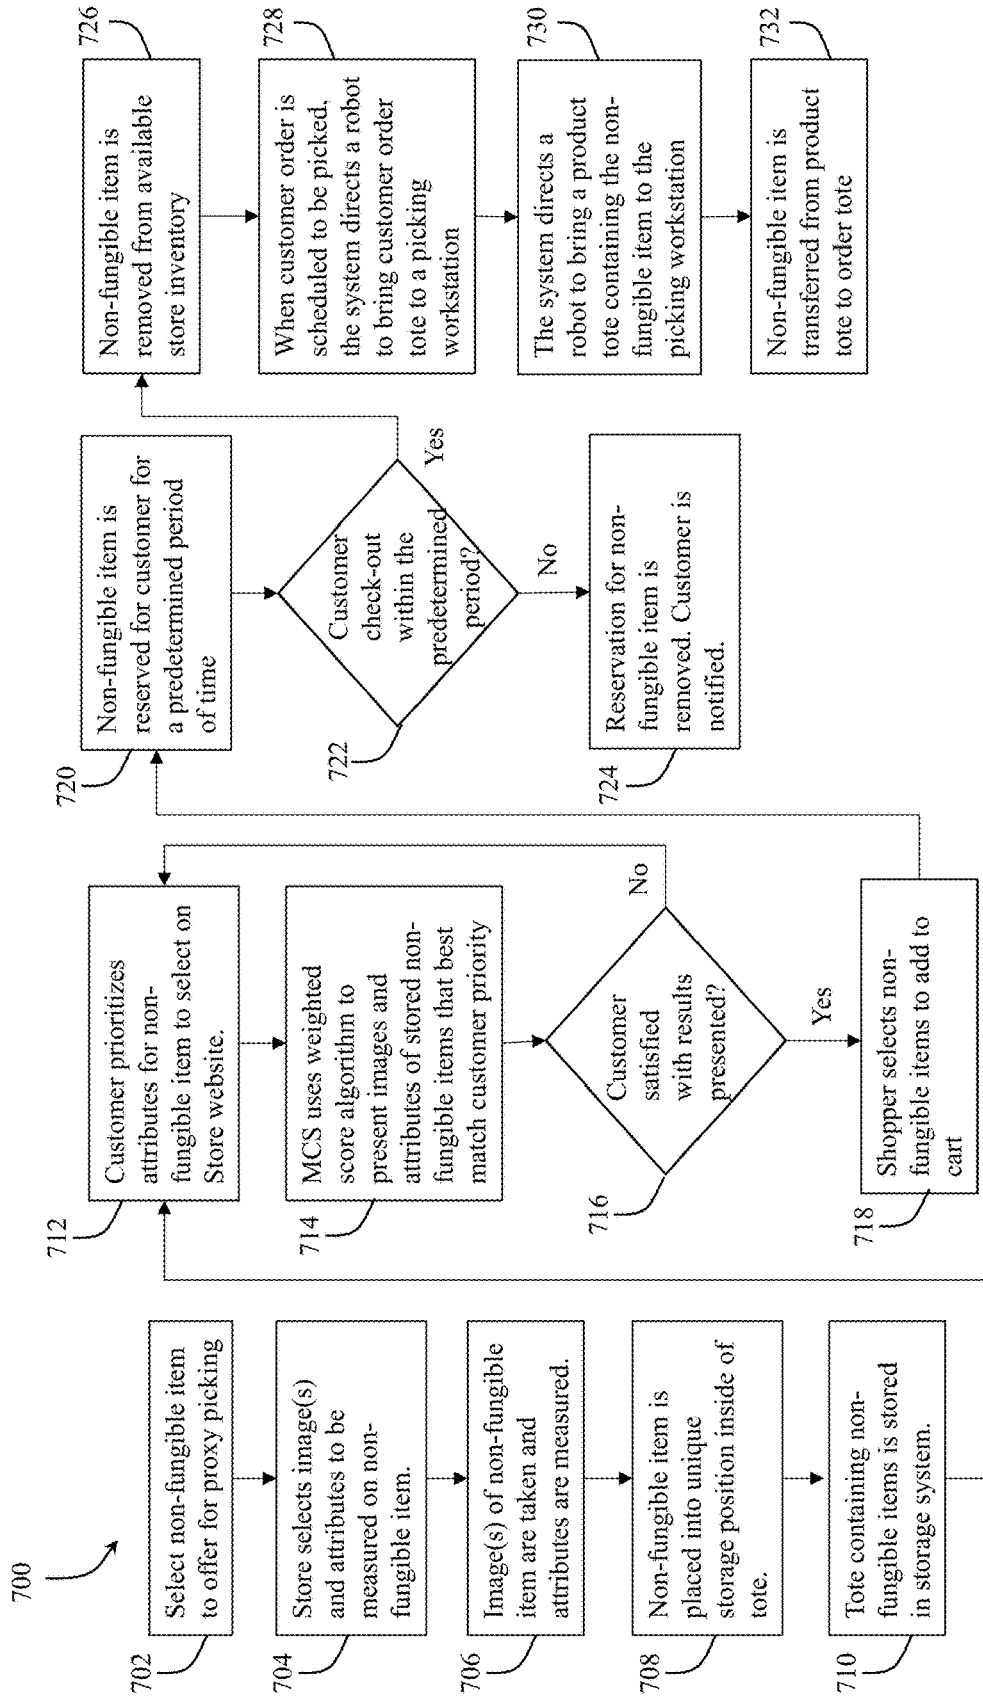 700
702
Select non-fungible item
to offer for proxy picking
704
Store selects image(s)
and attributes to be
measured on non-
fungible item.
706
Image(s) of non-fungible
item are taken and
attributes are measured.
708
Non-fungible item is
placed into unique
storage position inside of
tote.
710
Tote containing non-
fungible items is stored
in storage system.
712
Customer prioritizes
attributes for non-
fungible item to select on
Store website.
714
MCS uses weighted
score algorithm to
present images and
attributes of stored non-
fungible items that best
match customer priority
716
Customer
satisfied
with results
presented?
No
Yes
718
Shopper selects non-
fungible items to add to
cart
720
Non-fungible item is
reserved for customer for
a predetermined period
of time
722
Customer
check-out
within the
predetermined
period?
Yes
No
724
Reservation for non-
fungible item is
removed. Customer is
notified.
726
Non-fungible item is
removed from available
store inventory
728
When customer order is
scheduled to be picked,
the system directs a robot
to bring customer order
tote to a picking
workstation
730
The system directs a
robot to bring a product
tote containing the non-
fungible item to the
picking workstation
732
Non-fungible item is
transferred from product
tote to order tote